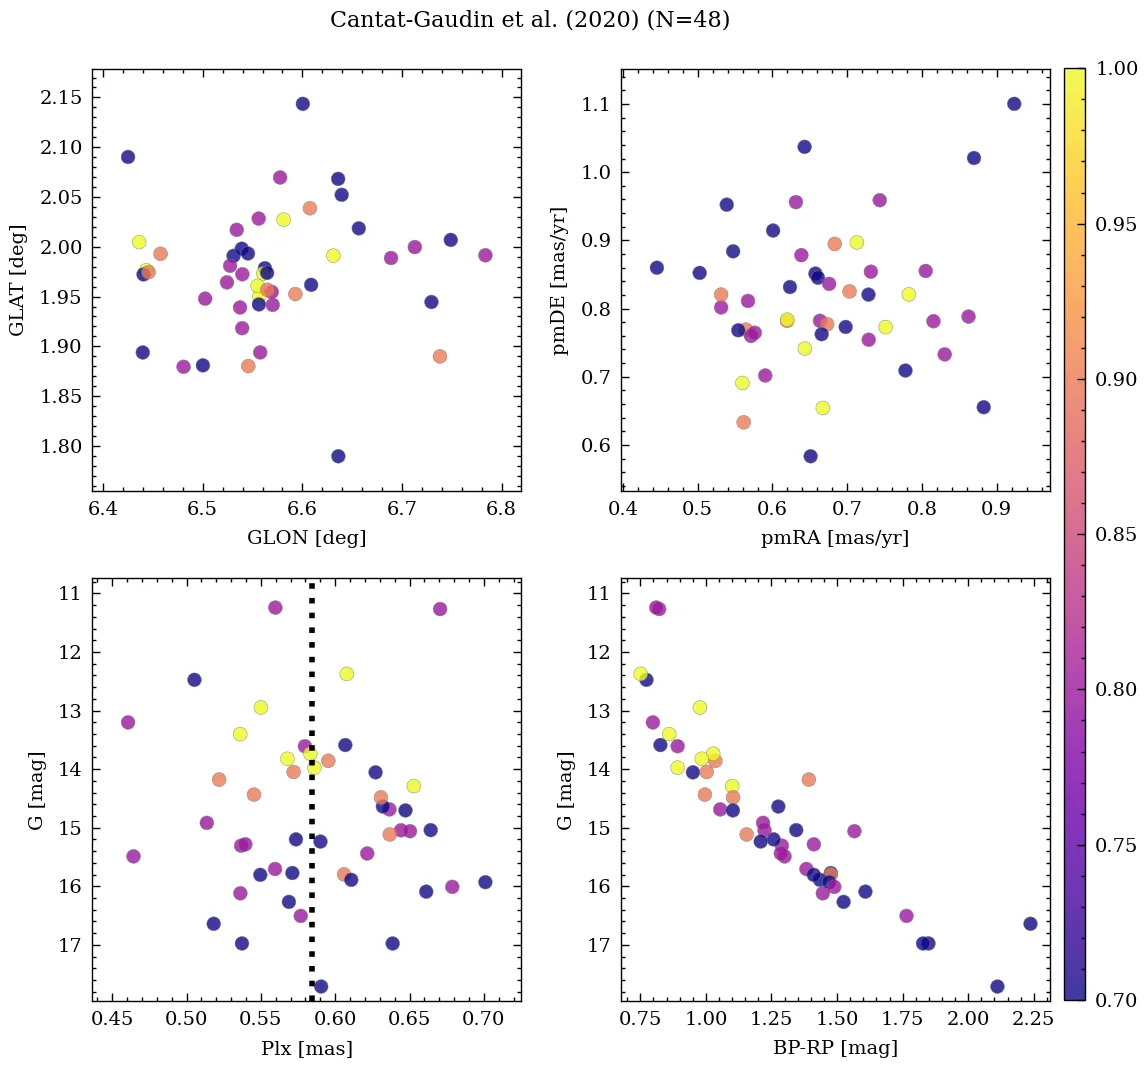 Cantat-Gaudin et al. (2020) (N=48)
2.15
2.10
2.05
2.00
1.95
1.90
1.85
1.80
GLAT [deg]
6.4 6.5 6.6 6.7 6.8
GLON [deg]
1.1
1.0
0.9
0.8
0.7
0.6
pmDE [mas/yr]
0.4 0.5 0.6 0.7 0.8 0.9
pmRA [mas/yr]
11
12
13
14
15
16
17
G [mag]
0.45 0.50 0.55 0.60 0.65 0.70
Plx [mas]
11
12
13
14
15
16
17
G [mag]
0.75 1.00 1.25 1.50 1.75 2.00 2.25
BP-RP [mag]
1.00
0.95
0.90
0.85
0.80
0.75
0.70